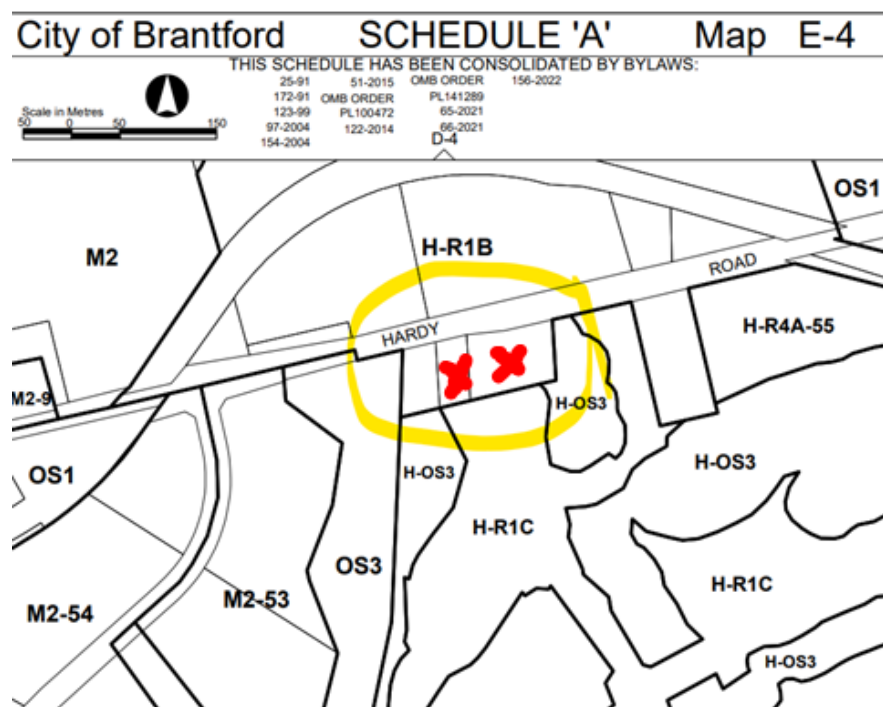 City of Brantford SCHEDULE 'A' Map E-4
THIS SCHEDULE HAS BEEN CONSOLIDATED BY BYLAWS:
25-91 51-2015 OMB ORDER 156-2022
172-91 OMB ORDER PL141289
123-99 PL100472 65-2021
97-2004 122-2014 66-2021
154-2004
Scale in Metres
50 0 50 150
D-4
OS1
M2
H-R1B
ROAD
HARDY
H-R4A-55
M2-9
H-OS3
OS1
H-OS3
H-OS3
H-R1C
OS3
H-R1C
M2-53
M2-54
H-OS3